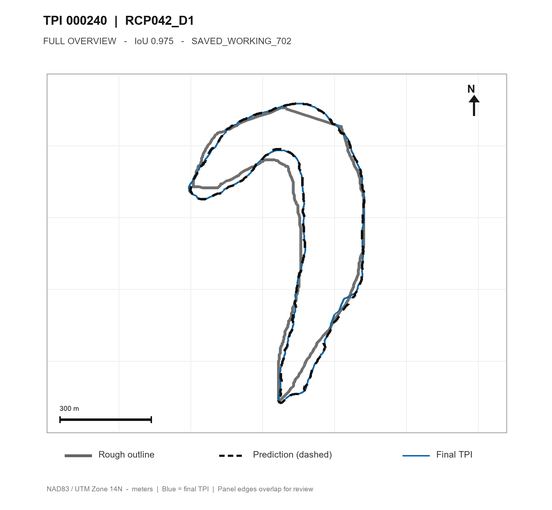 TPI 000240 | RCP042_D1
FULL OVERVIEW - IoU 0.975 - SAVED_WORKING_702
N
300 m
Rough outline
Prediction (dashed)
Final TPI
NAD83 / UTM Zone 14N - meters | Blue = final TPI | Panel edges overlap for review